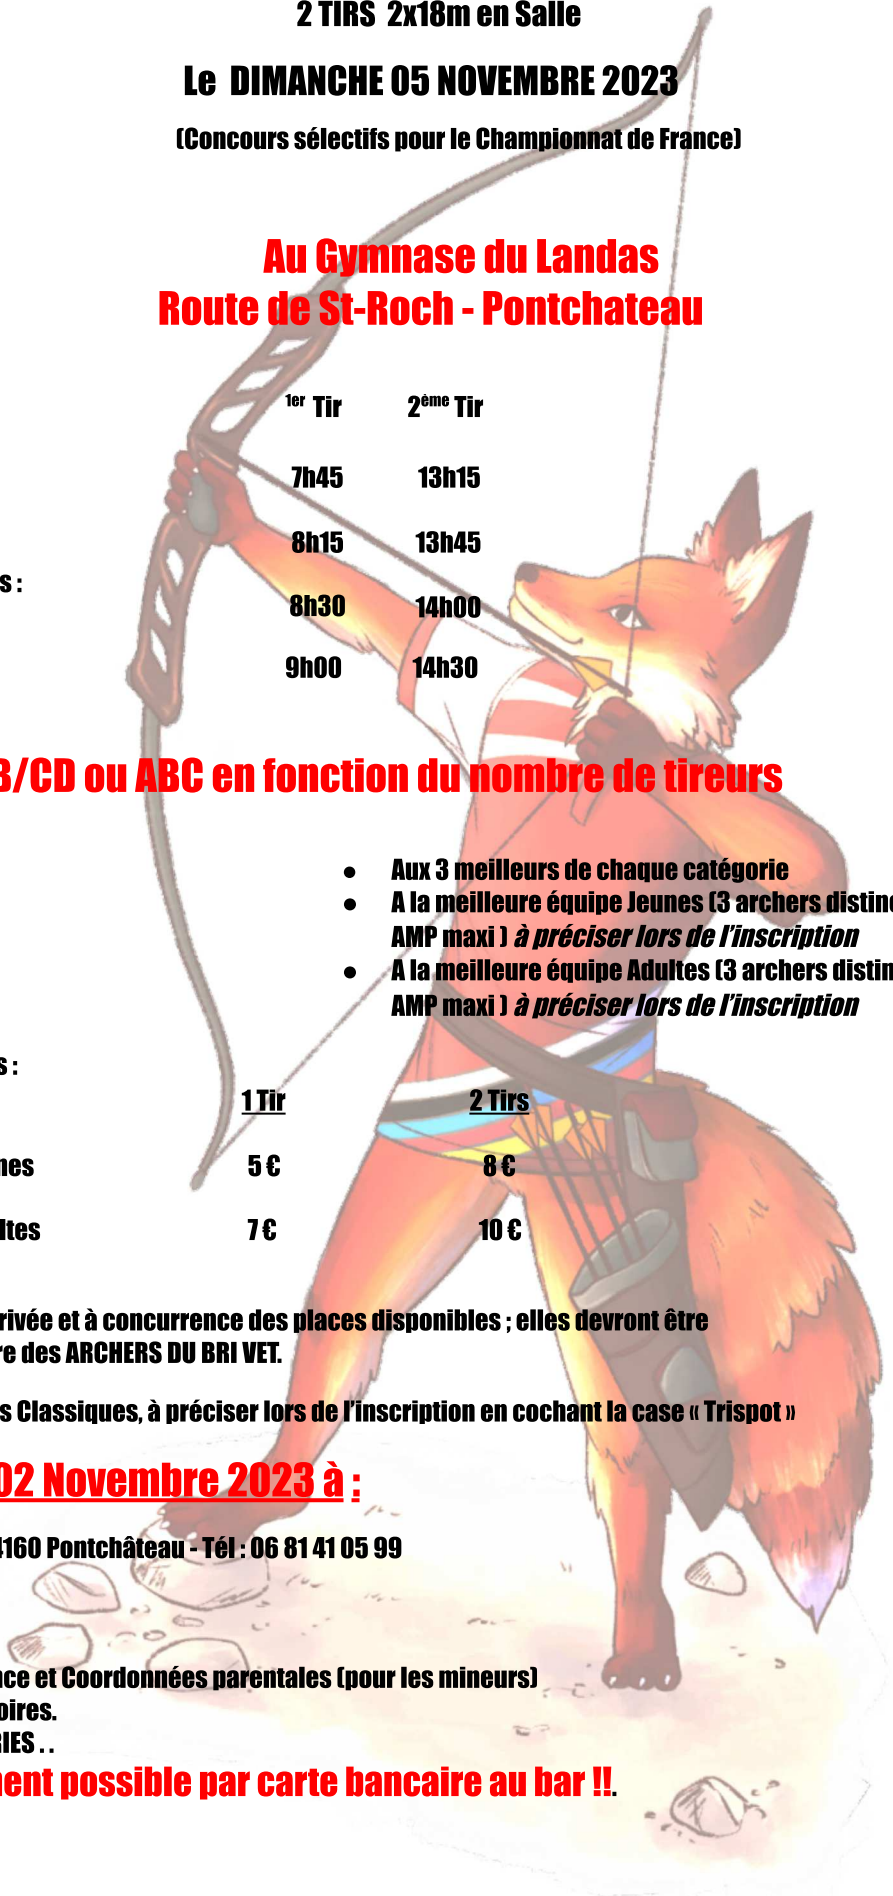 2 TIRS 2x18m en Salle
Le DIMANCHE 05 NOVEMBRE 2023
(Concours sélectifs pour le Championnat de France)
Au Gymnase du Landas
Route de St-Roch - Pontchateau
1er Tir 2ème Tir
7h45 13h15
8h15 13h45
s :
8h30 14h00
9h00 14h30
B/CD ou ABC en fonction du nombre de tireurs
● Aux 3 meilleurs de chaque catégorie
● A la meilleure équipe Jeunes (3 archers distinc
AMP maxi ) à préciser lors de l’inscription
● A la meilleure équipe Adultes (3 archers distin
AMP maxi ) à préciser lors de l’inscription
s :
1 Tir 2 Tirs
nes 5 € 8 €
ltes 7 € 10 €
rivée et à concurrence des places disponibles ; elles devront être
re des ARCHERS DU BRI VET.
s Classiques, à préciser lors de l’inscription en cochant la case « Trispot »
02 Novembre 2023 à :
4160 Pontchâteau - Tél : 06 81 41 05 99
nce et Coordonnées parentales (pour les mineurs)
oires.
RIES . .
ment possible par carte bancaire au bar !!.